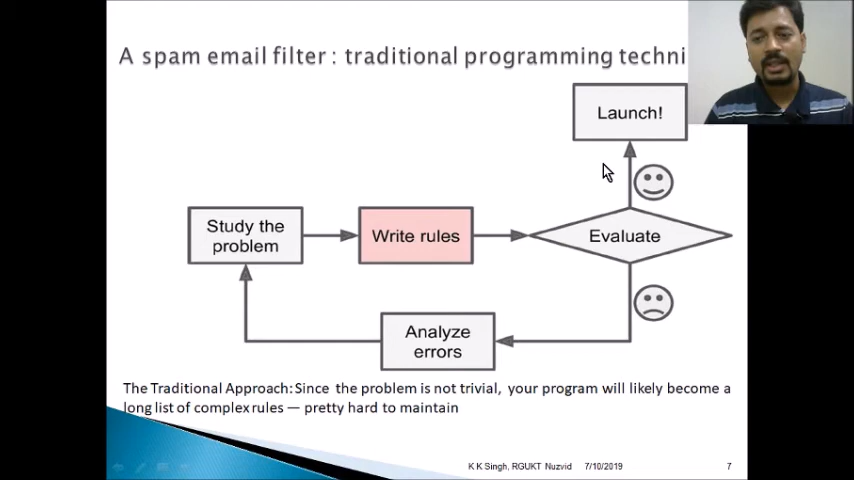 A spam email filter : traditional programming techni
Launch!
Study the
problem
Write rules
Evaluate
Analyze
errors
The Traditional Approach: Since the problem is not trivial, your program will likely become a
long list of complex rules — pretty hard to maintain
K K Singh, RGUKT Nuzvid 7/10/2019 7